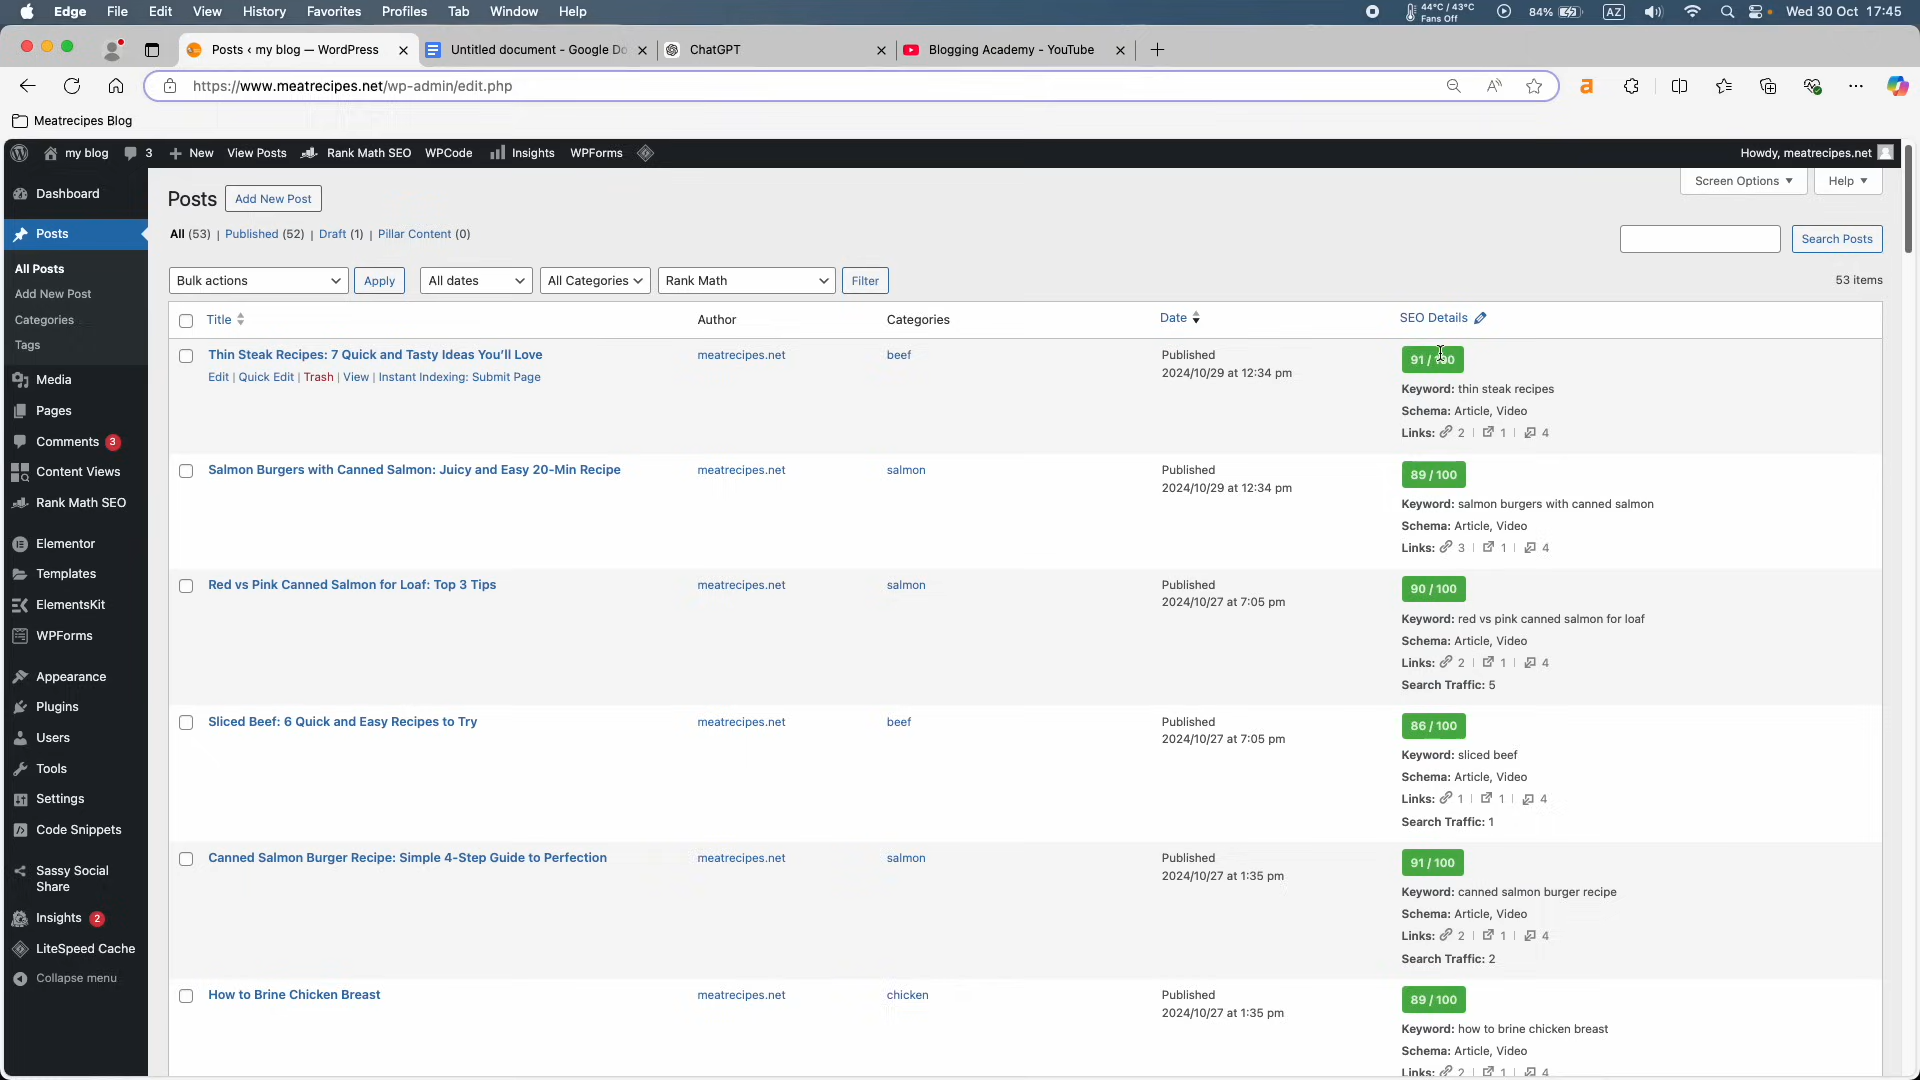 Edge File Edit View History Favorites Profiles Tab Window Help 44°C / 43°C Fans Off 84% AZ Wed 30 Oct 17:45
Posts ‹ my blog — WordPress Untitled document - Google Do ChatGPT Blogging Academy - YouTube
https://www.meatrecipes.net/wp-admin/edit.php
Meatrecipes Blog
my blog 3 New View Posts Rank Math SEO WPCode Insights WPForms Howdy, meatrecipes.net
Dashboard
Posts
All Posts
Add New Post
Categories
Tags
Media
Pages
Comments 3
Content Views
Rank Math SEO
Elementor
Templates
ElementsKit
WPForms
Appearance
Plugins
Users
Tools
Settings
Code Snippets
Sassy Social
Share
Insights 2
LiteSpeed Cache
Collapse menu
Screen Options Help
Posts Add New Post
All (53) | Published (52) | Draft (1) | Pillar Content (0)
Search Posts
Bulk actions Apply All dates All Categories Rank Math Filter 53 items
Title Author Categories Date SEO Details
Thin Steak Recipes: 7 Quick and Tasty Ideas You’ll Love meatrecipes.net beef Published 91 / 100
Edit | Quick Edit | Trash | View | Instant Indexing: Submit Page 2024/10/29 at 12:34 pm
Keyword: thin steak recipes
Schema: Article, Video
Links: 2 | 1 | 4
Salmon Burgers with Canned Salmon: Juicy and Easy 20-Min Recipe meatrecipes.net salmon Published 89 / 100
2024/10/29 at 12:34 pm
Keyword: salmon burgers with canned salmon
Schema: Article, Video
Links: 3 | 1 | 4
Red vs Pink Canned Salmon for Loaf: Top 3 Tips meatrecipes.net salmon Published 90 / 100
2024/10/27 at 7:05 pm
Keyword: red vs pink canned salmon for loaf
Schema: Article, Video
Links: 2 | 1 | 4
Search Traffic: 5
Sliced Beef: 6 Quick and Easy Recipes to Try meatrecipes.net beef Published 86 / 100
2024/10/27 at 7:05 pm
Keyword: sliced beef
Schema: Article, Video
Links: 1 | 1 | 4
Search Traffic: 1
Canned Salmon Burger Recipe: Simple 4-Step Guide to Perfection meatrecipes.net salmon Published 91 / 100
2024/10/27 at 1:35 pm
Keyword: canned salmon burger recipe
Schema: Article, Video
Links: 2 | 1 | 4
Search Traffic: 2
How to Brine Chicken Breast meatrecipes.net chicken Published 89 / 100
2024/10/27 at 1:35 pm
Keyword: how to brine chicken breast
Schema: Article, Video
Links: 2 | 1 | 4